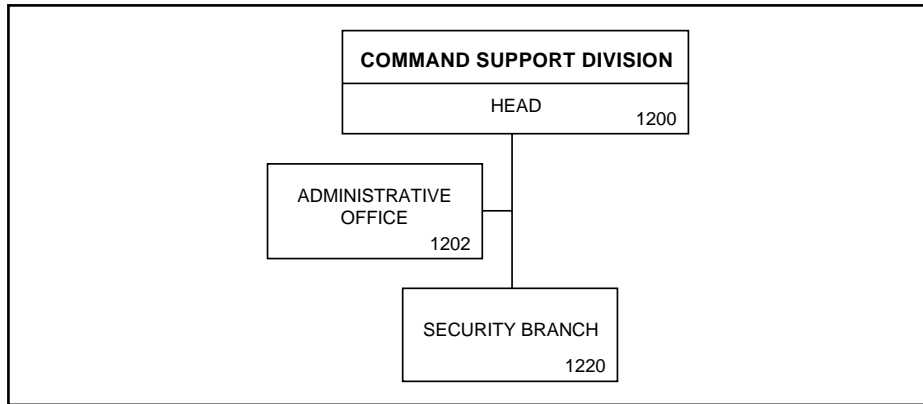 COMMAND SUPPORT DIVISION
HEAD
1200
ADMINISTRATIVE
OFFICE
1202
SECURITY BRANCH
1220